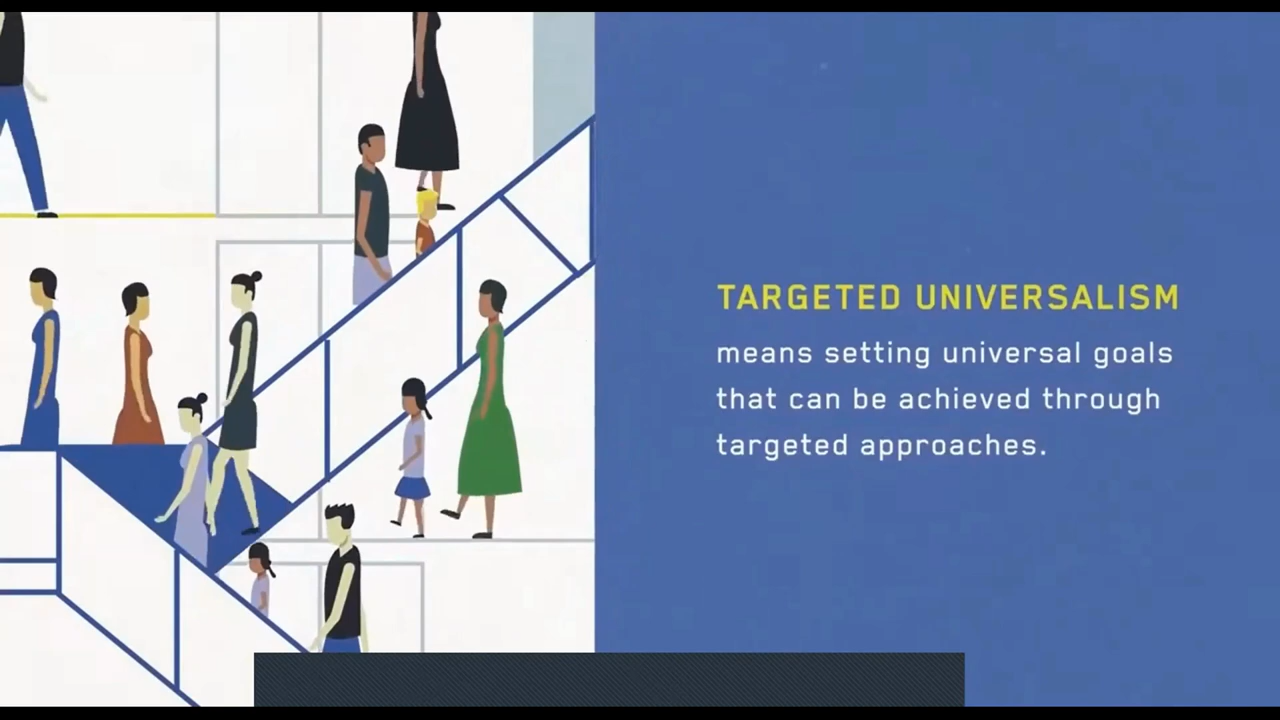 TARGETED UNIVERSALISM
means setting universal goals
that can be achieved through
targeted approaches.